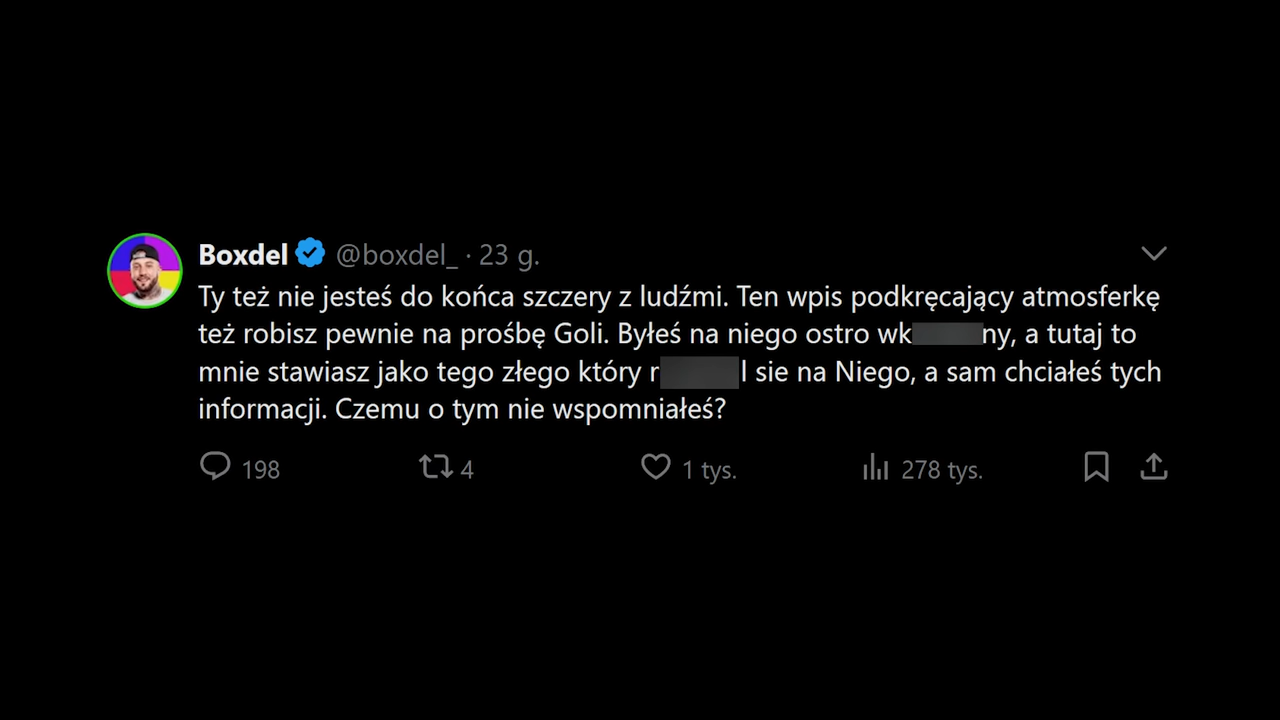 Boxdel @boxdel_ · 23 g.
Ty też nie jesteś do końca szczery z ludźmi. Ten wpis podkręcający atmosferkę
też robisz pewnie na prośbę Goli. Byłeś na niego ostro wk ny, a tutaj to
mnie stawiasz jako tego złego który r l sie na Niego, a sam chciałeś tych
informacji. Czemu o tym nie wspomniałeś?
198 4 1 tys. 278 tys.